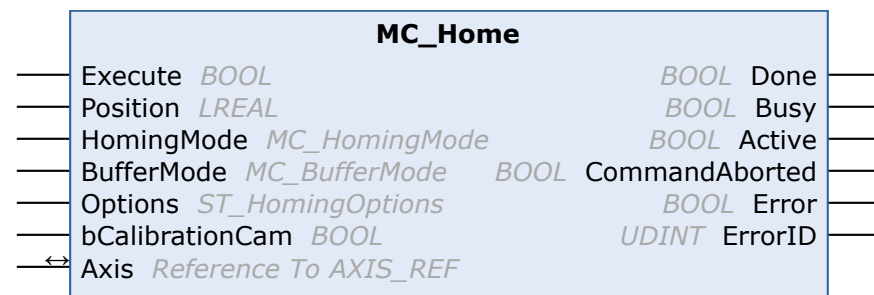 MC_Home
Execute BOOL BOOL Done
Position LREAL BOOL Busy
HomingMode MC_HomingMode BOOL Active
BufferMode MC_BufferMode BOOL CommandAborted
Options ST_HomingOptions BOOL Error
bCalibrationCam BOOL UDINT ErrorID
↔ Axis Reference To AXIS_REF